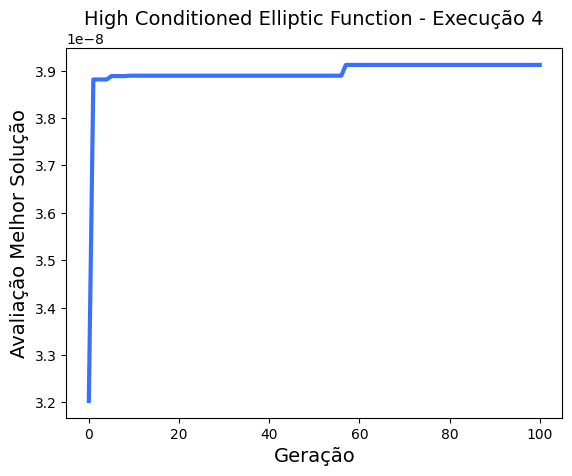 High Conditioned Elliptic Function - Execução 4
1e−8
3.9
3.8
3.7
3.6
3.5
3.4
3.3
3.2
Avaliação Melhor Solução
0 20 40 60 80 100
Geração